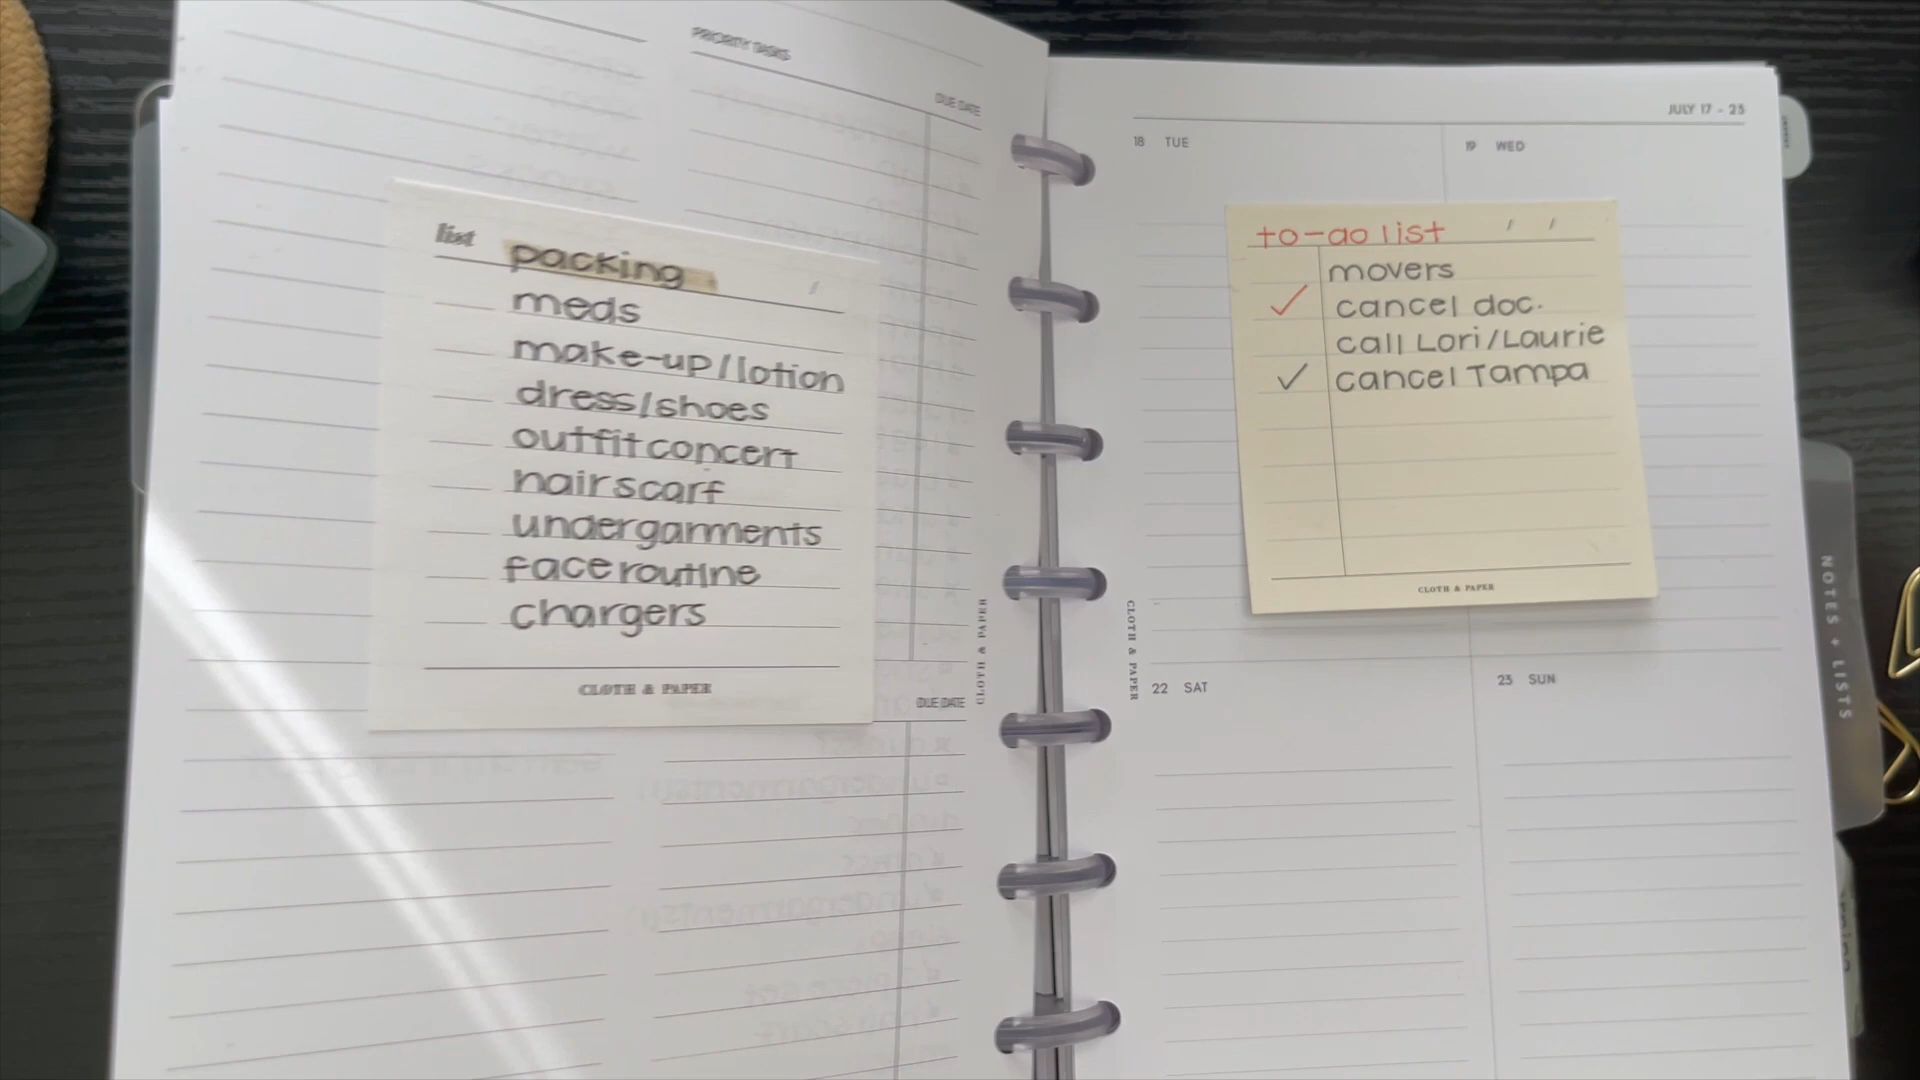 PRIORITY TASKS
DUE DATE
list packing
meds
make-up/lotion
dress/shoes
outfit concert
hair scarf
undergarments
face routine
chargers
CLOTH & PAPER
DUE DATE
CLOTH & PAPER
JULY 17 - 23
18 TUE
19 WED
to-do list / /
movers
✓ cancel doc.
call Lori/Laurie
✓ cancel Tampa
CLOTH & PAPER
CLOTH & PAPER
22 SAT
23 SUN
NOTES + LISTS